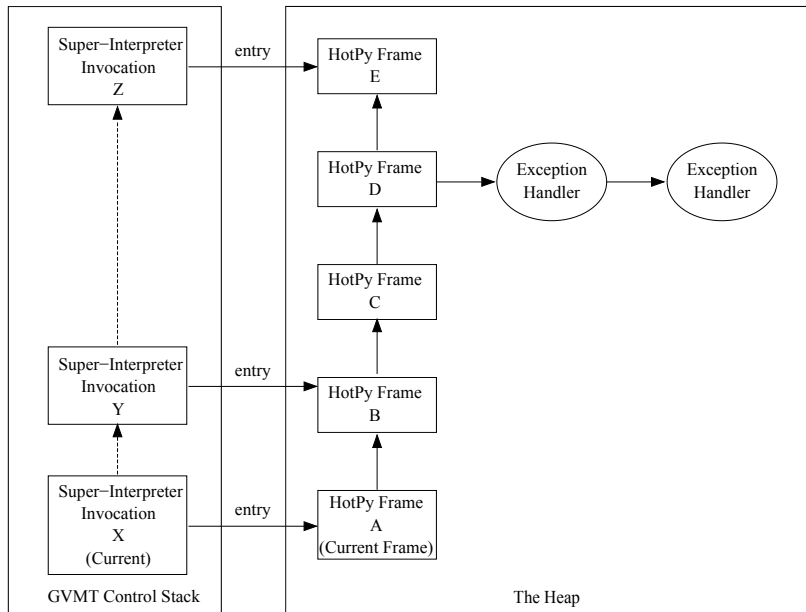 Super−Interpreter
Invocation
Z
entry
HotPy Frame
E
HotPy Frame
D
Exception
Handler
Exception
Handler
HotPy Frame
C
Super−Interpreter
Invocation
Y
entry
HotPy Frame
B
Super−Interpreter
Invocation
X
(Current)
entry
HotPy Frame
A
(Current Frame)
GVMT Control Stack
The Heap